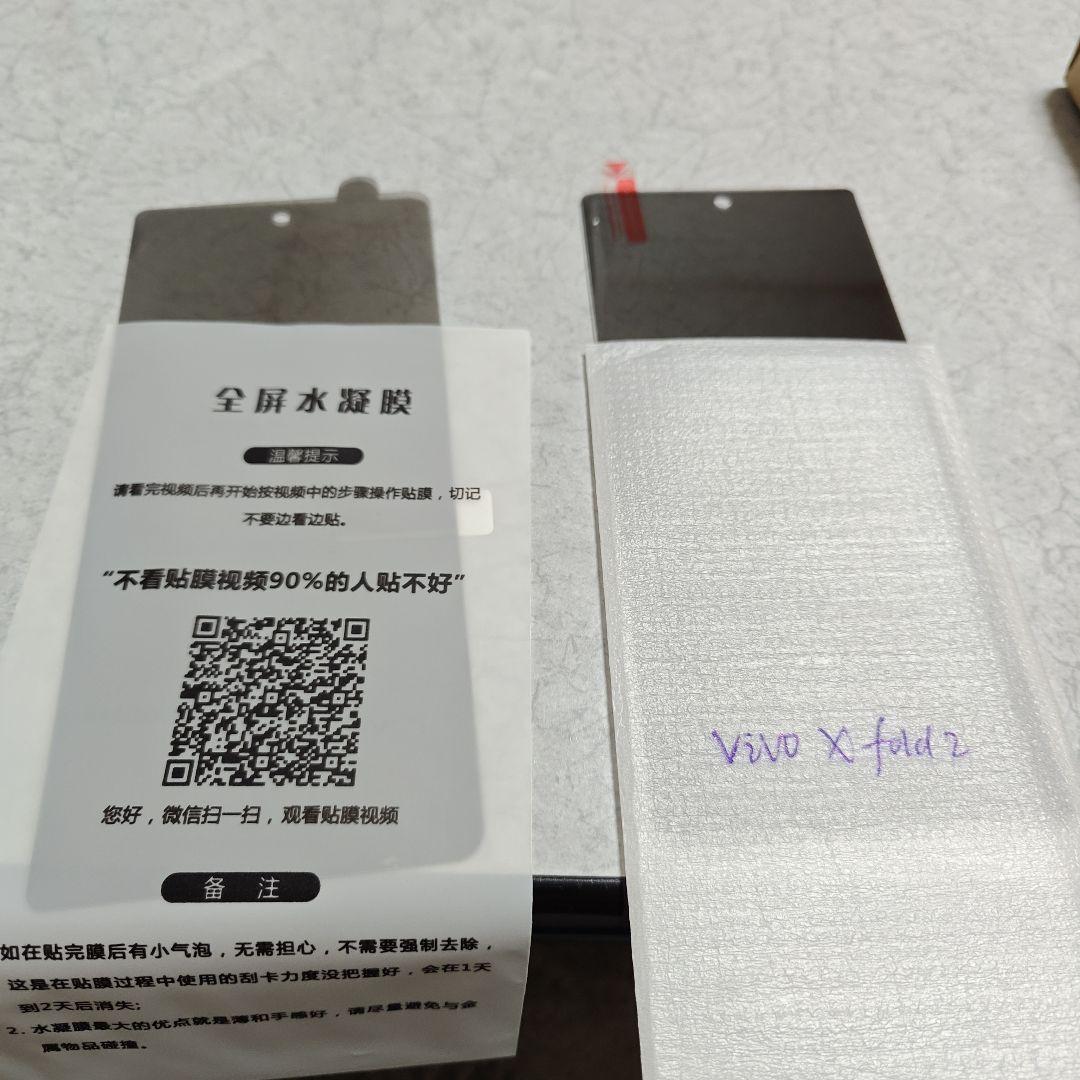 全屏水凝膜
温馨提示
请看完视频后再开始按视频中的步骤操作贴膜，切记
不要边看边贴。
“不看贴膜视频90%的人贴不好”
您好，微信扫一扫，观看贴膜视频
备 注
如在贴完膜后有小气泡，无需担心，不需要强制去除，
这是在贴膜过程中使用的刮卡力度没把握好，会在1天
到2天后消失;
2. 水凝膜最大的优点就是薄和手感好，请尽量避免与金
属物品碰撞。
vivo X fold 2